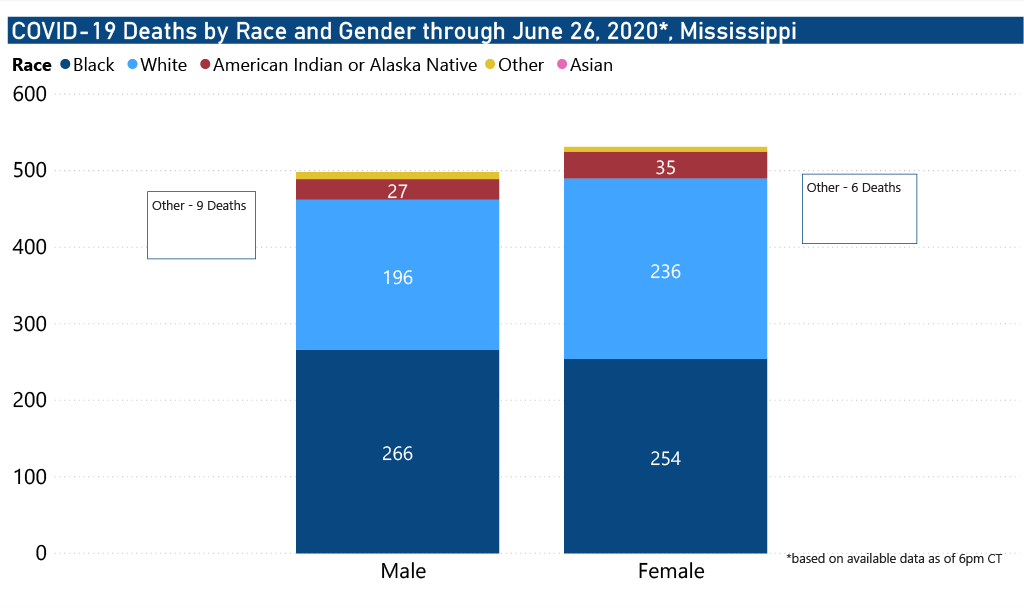 COVID-19 Deaths by Race and Gender through June 26, 2020*, Mississippi
Race Black White American Indian or Alaska Native Other Asian
600
500
400
300
200
100
0
Other - 9 Deaths
27
196
266
35
236
254
Other - 6 Deaths
Male Female
*based on available data as of 6pm CT